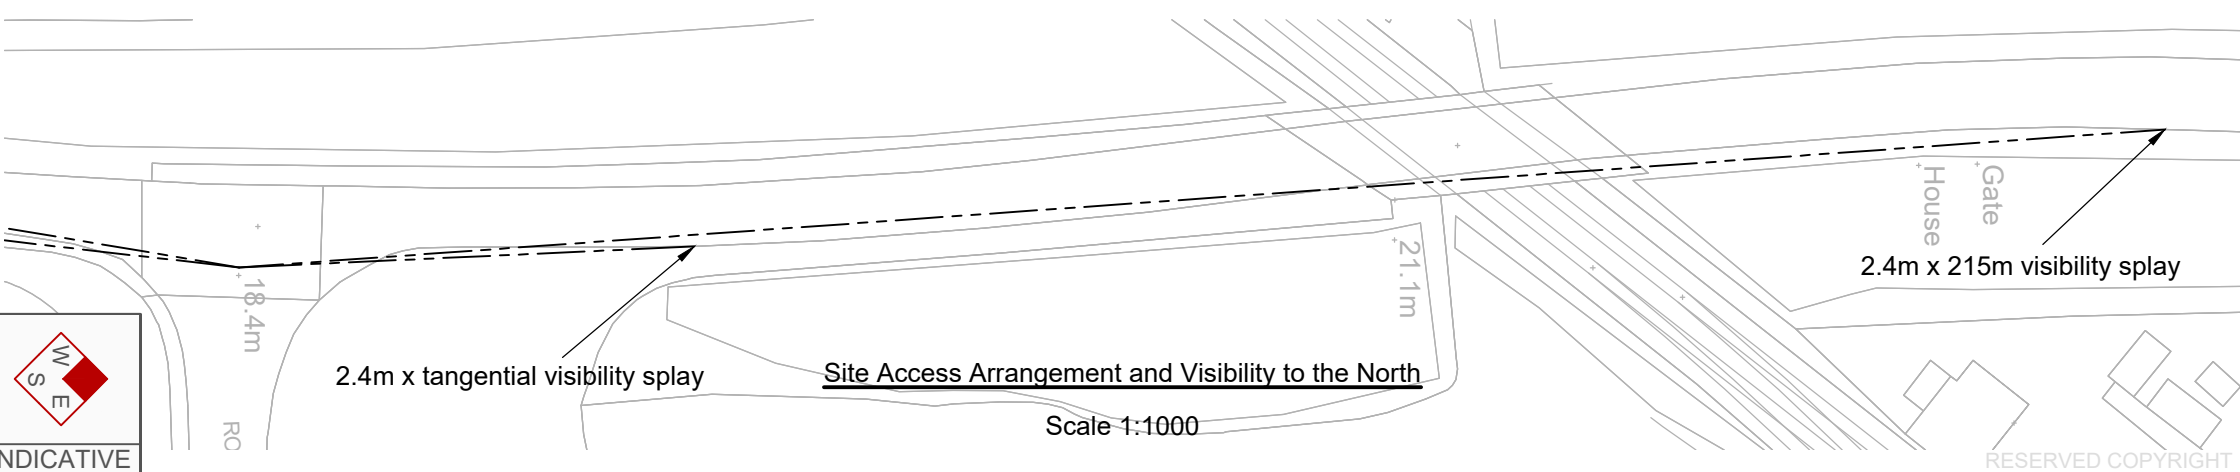 House
Gate
21.1m
2.4m x 215m visibility splay
18.4m
2.4m x tangential visibility splay
Site Access Arrangement and Visibility to the North
Scale 1:1000
W
S
E
NDICATIVE
RO
RESERVED COPYRIGHT